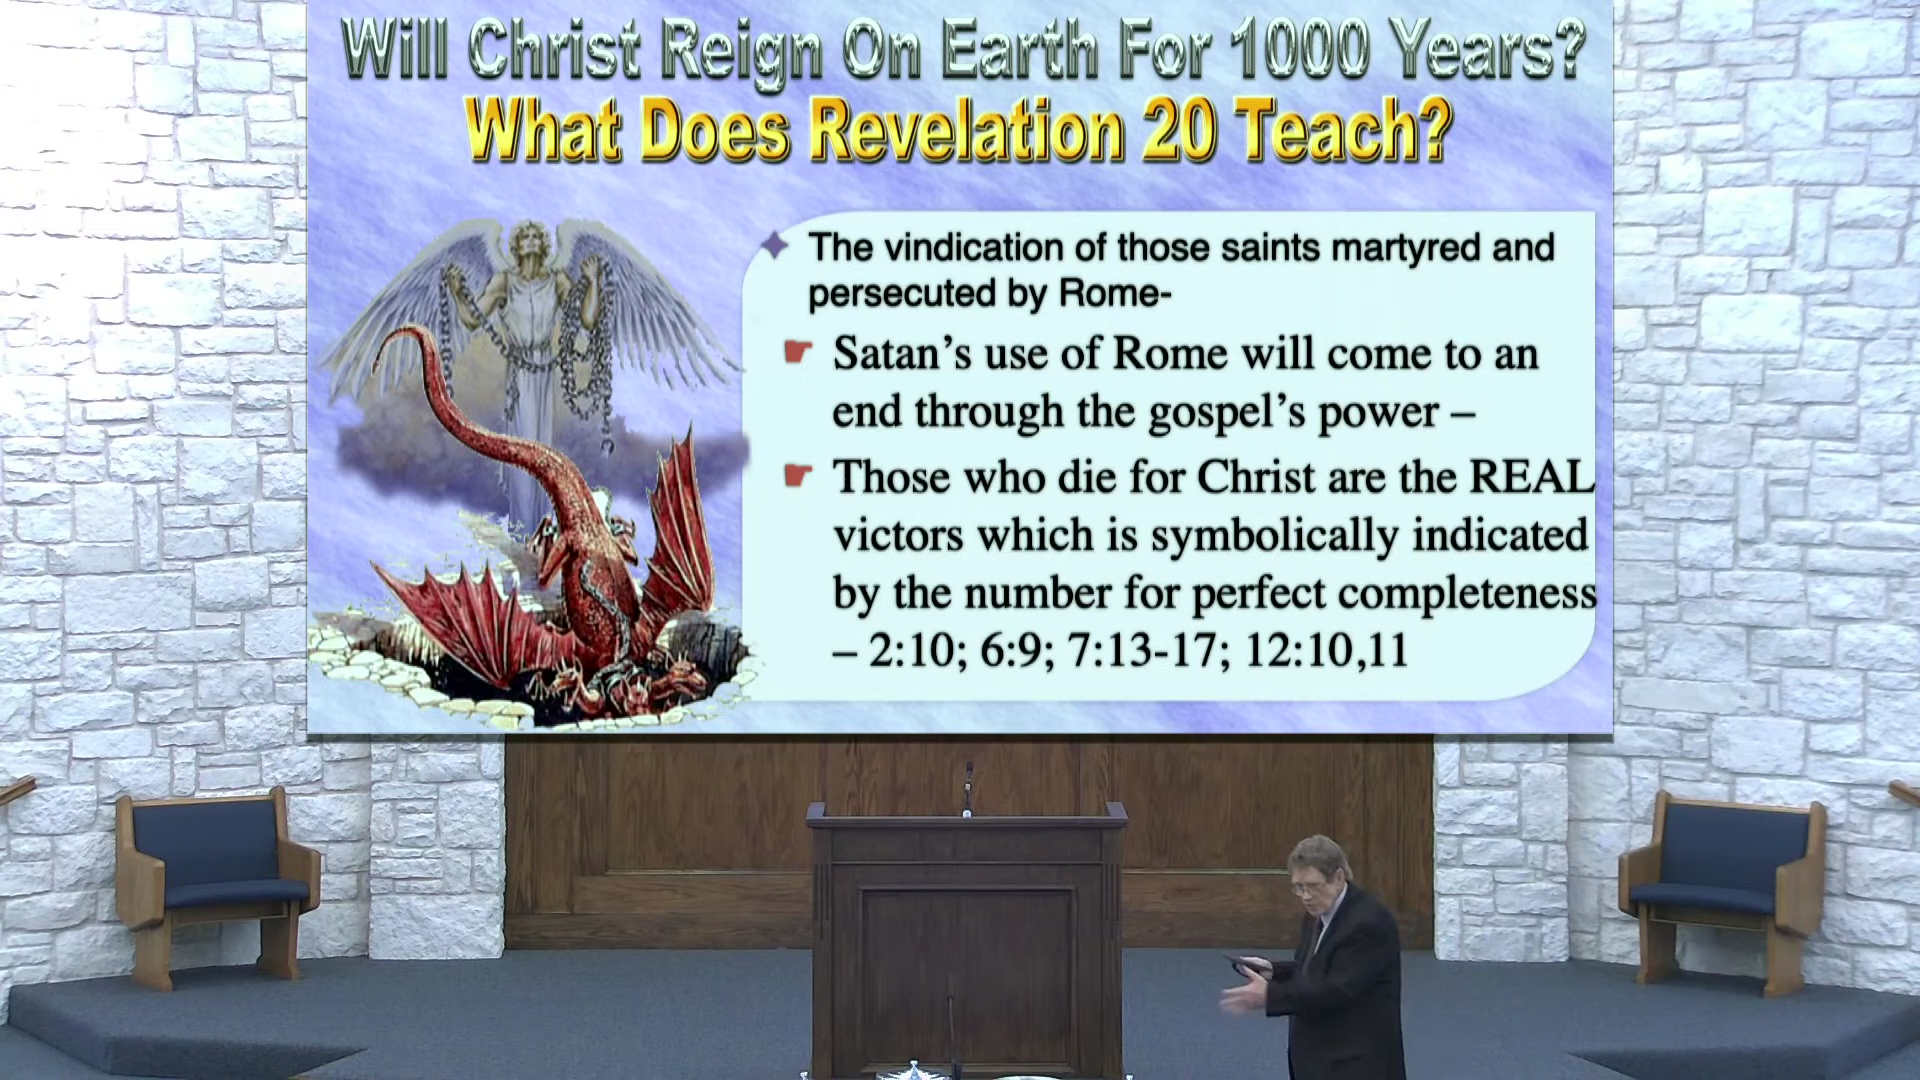 Will Christ Reign On Earth For 1000 Years?
What Does Revelation 20 Teach?
The vindication of those saints martyred and
persecuted by Rome-
Satan's use of Rome will come to an
end through the gospel's power –
Those who die for Christ are the REAL
victors which is symbolically indicated
by the number for perfect completeness
– 2:10; 6:9; 7:13-17; 12:10,11